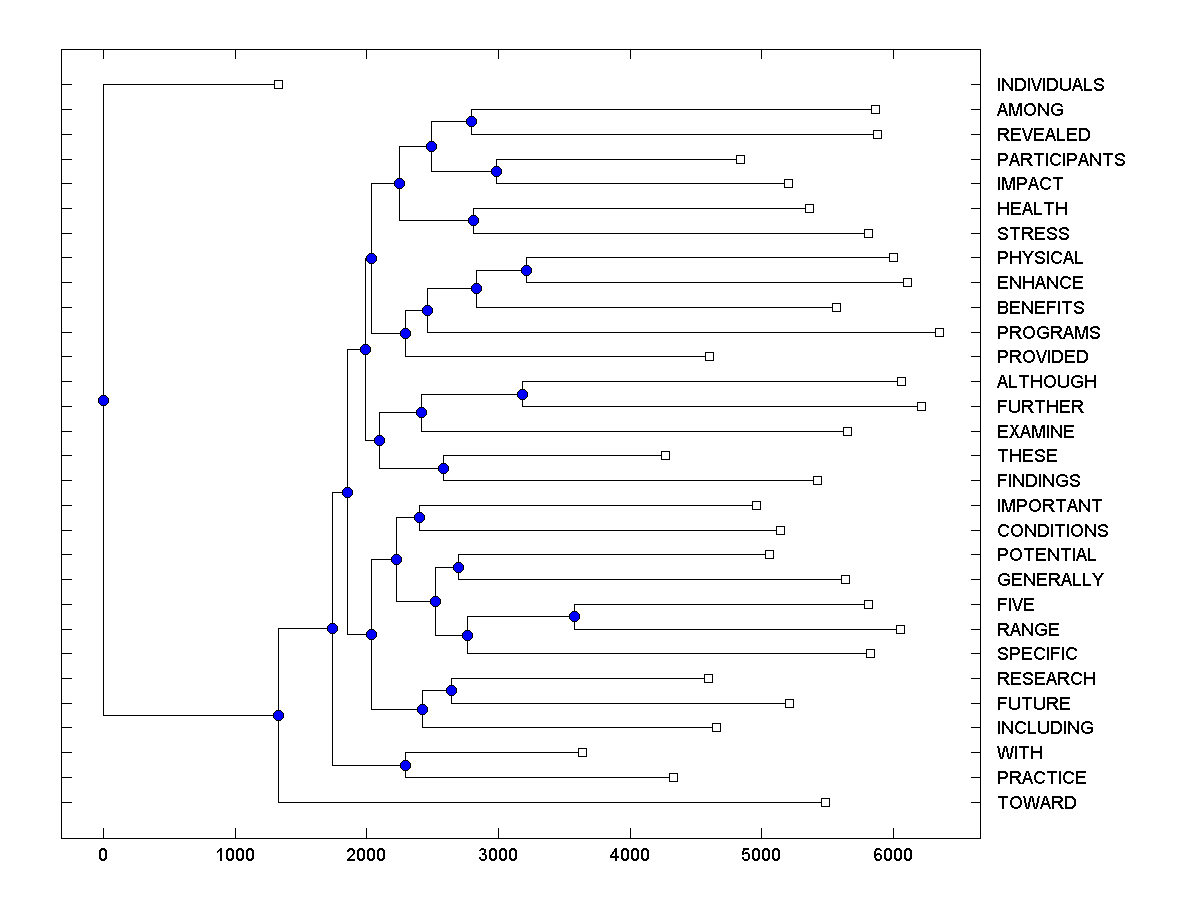 INDIVIDUALS
AMONG
REVEALED
PARTICIPANTS
IMPACT
HEALTH
STRESS
PHYSICAL
ENHANCE
BENEFITS
PROGRAMS
PROVIDED
ALTHOUGH
FURTHER
EXAMINE
THESE
FINDINGS
IMPORTANT
CONDITIONS
POTENTIAL
GENERALLY
FIVE
RANGE
SPECIFIC
RESEARCH
FUTURE
INCLUDING
WITH
PRACTICE
TOWARD
0 1000 2000 3000 4000 5000 6000